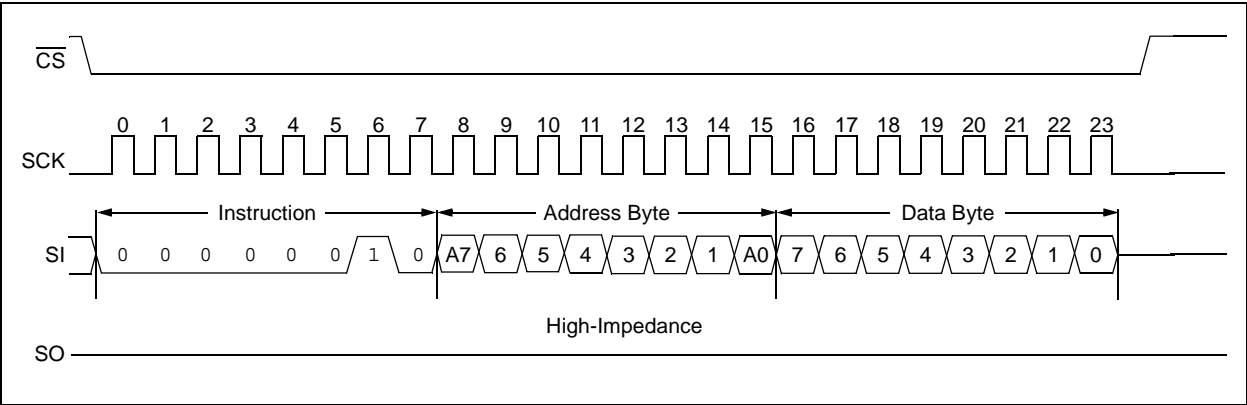 CS
0 1 2 3 4 5 6 7 8 9 10 11 12 13 14 15 16 17 18 19 20 21 22 23
SCK
Instruction Address Byte Data Byte
SI 0 0 0 0 0 0 1 0 A7 6 5 4 3 2 1 A0 7 6 5 4 3 2 1 0
High-Impedance
SO